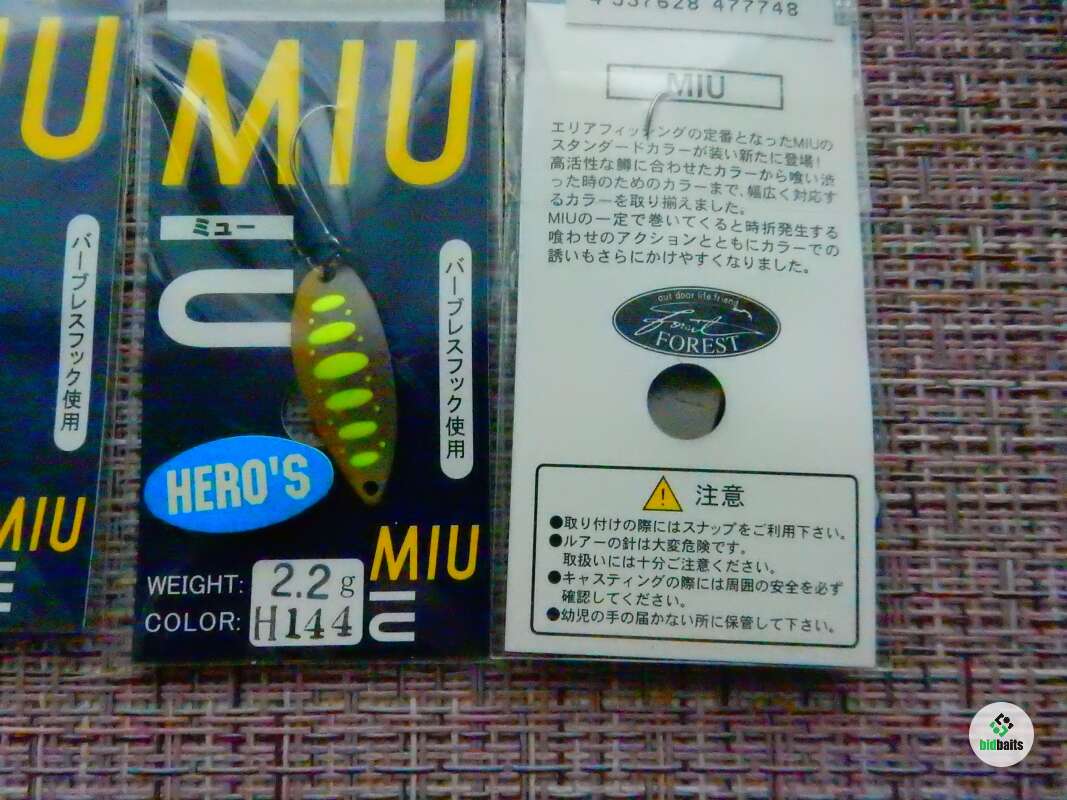 IU
バーブレスフック使用
MIU
MIU
ミュー
バーブレスフック使用
HERO'S
MIU
WEIGHT: 2.2g
COLOR: H144
4 537628 477748
MIU
エリアフィッシングの定番となったMIUの
スタンダードカラーが装い新たに登場！
高活性な鱒に合わせたカラーから喰い渋
った時のためのカラーまで、幅広く対応す
るカラーを取り揃えました。
MIUの一定で巻いてくると時折発生する
喰わせのアクションとともにカラーでの
誘いもさらにかけやすくなりました。
out door life friend
Forest
FOREST
注意
●取り付けの際にはスナップをご利用下さい。
●ルアーの針は大変危険です。
取扱いには十分ご注意ください。
●キャスティングの際には周囲の安全を必ず
確認してください。
●幼児の手の届かない所に保管して下さい。
bidbaits